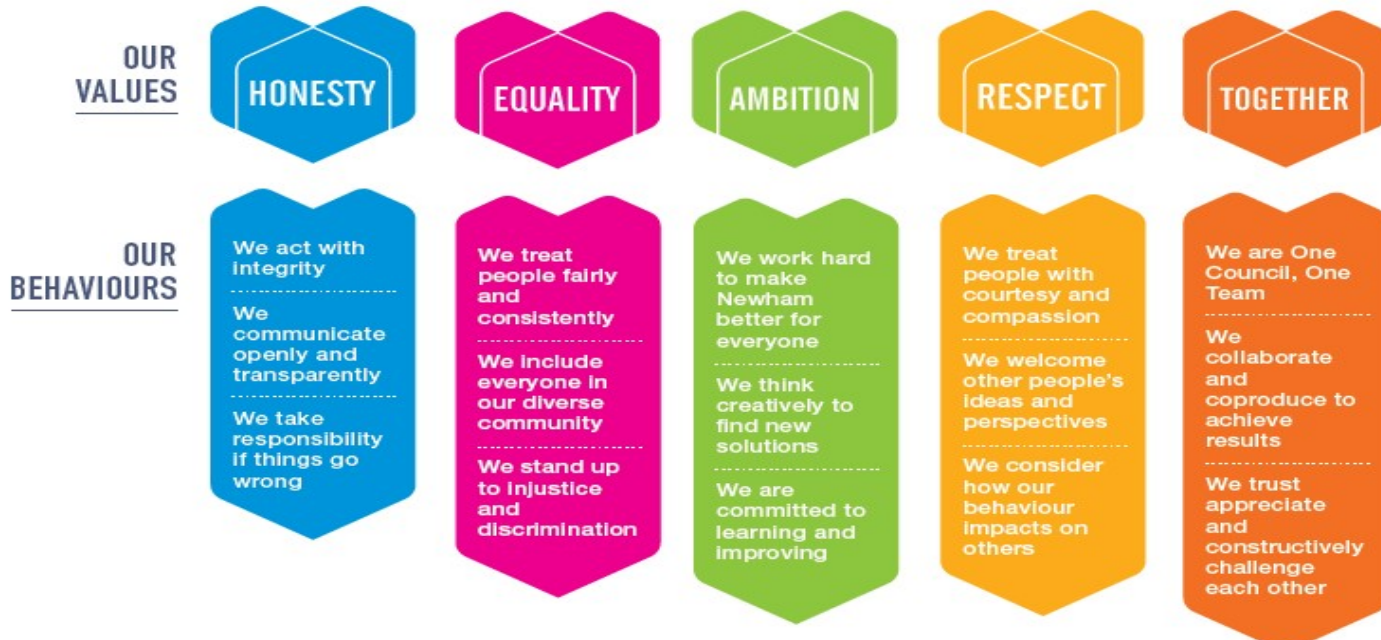 OUR
VALUES
HONESTY
EQUALITY
AMBITION
RESPECT
TOGETHER
OUR
BEHAVIOURS
We act with
integrity
We
communicate
openly and
transparently
We take
responsibility
if things go
wrong
We treat
people fairly
and
consistently
We include
everyone in
our diverse
community
We stand up
to injustice
and
discrimination
We work hard
to make
Newham
better for
everyone
We think
creatively to
find new
solutions
We are
committed to
learning and
improving
We treat
people with
courtesy and
compassion
We welcome
other people's
ideas and
perspectives
We consider
how our
behaviour
impacts on
others
We are One
Council, One
Team
We
collaborate
and
coproduce to
achieve
results
We trust
appreciate
and
constructively
challenge
each other